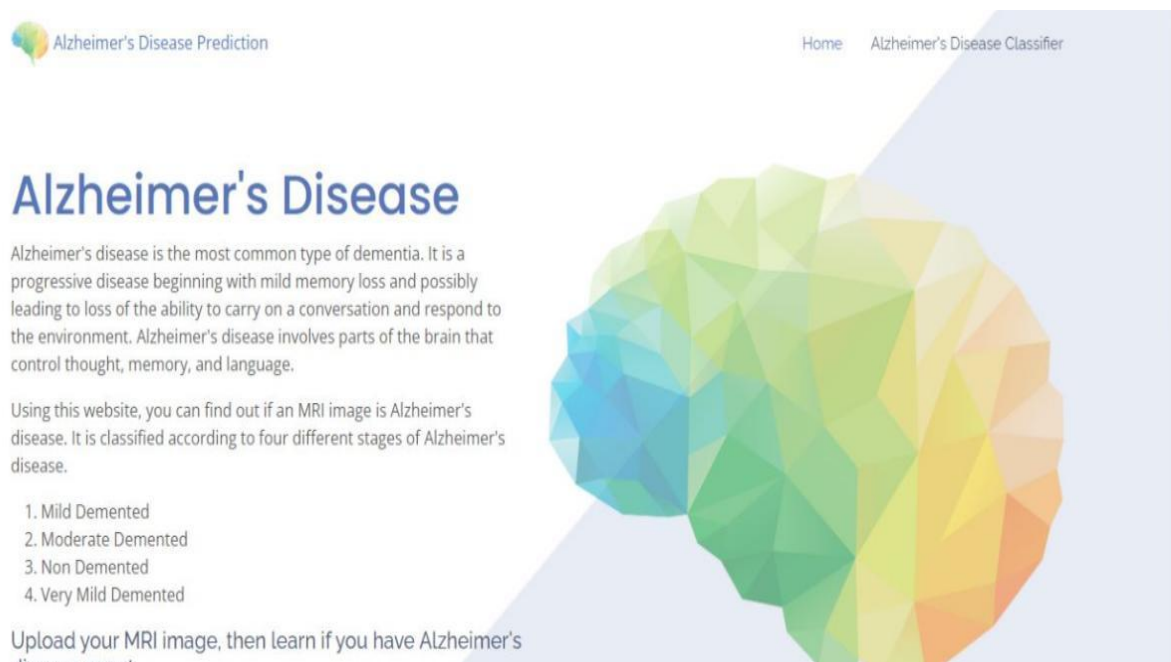 Alzheimer's Disease Prediction
Home Alzheimer's Disease Classifier
Alzheimer's Disease
Alzheimer's disease is the most common type of dementia. It is a
progressive disease beginning with mild memory loss and possibly
leading to loss of the ability to carry on a conversation and respond to
the environment. Alzheimer's disease involves parts of the brain that
control thought, memory, and language.
Using this website, you can find out if an MRI image is Alzheimer's
disease. It is classified according to four different stages of Alzheimer's
disease.
1. Mild Demented
2. Moderate Demented
3. Non Demented
4. Very Mild Demented
Upload your MRI image, then learn if you have Alzheimer's